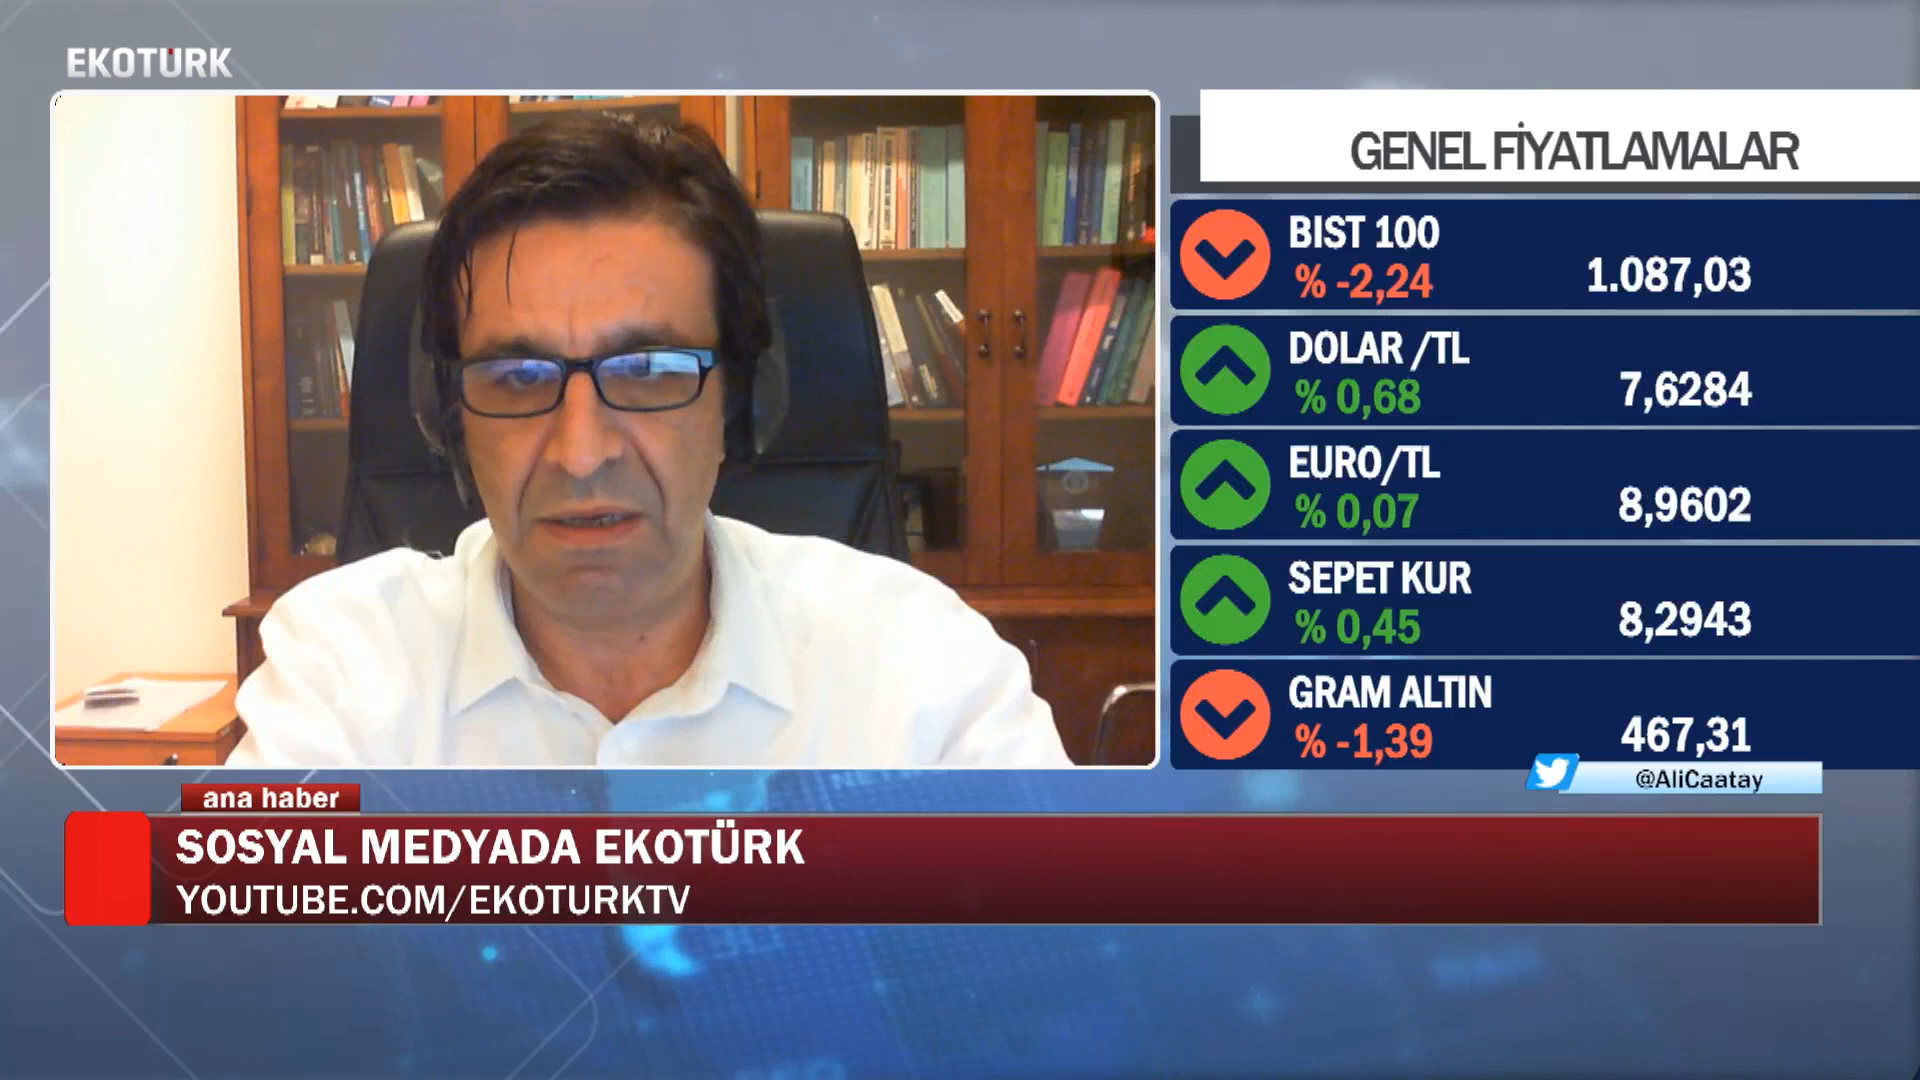 EKOTÜRK
GENEL FİYATLAMALAR
BIST 100
% -2,24
1.087,03
DOLAR /TL
% 0,68
7,6284
EURO/TL
% 0,07
8,9602
SEPET KUR
% 0,45
8,2943
GRAM ALTIN
% -1,39
467,31
@AliCaatay
ana haber
SOSYAL MEDYADA EKOTÜRK
YOUTUBE.COM/EKOTURKTV